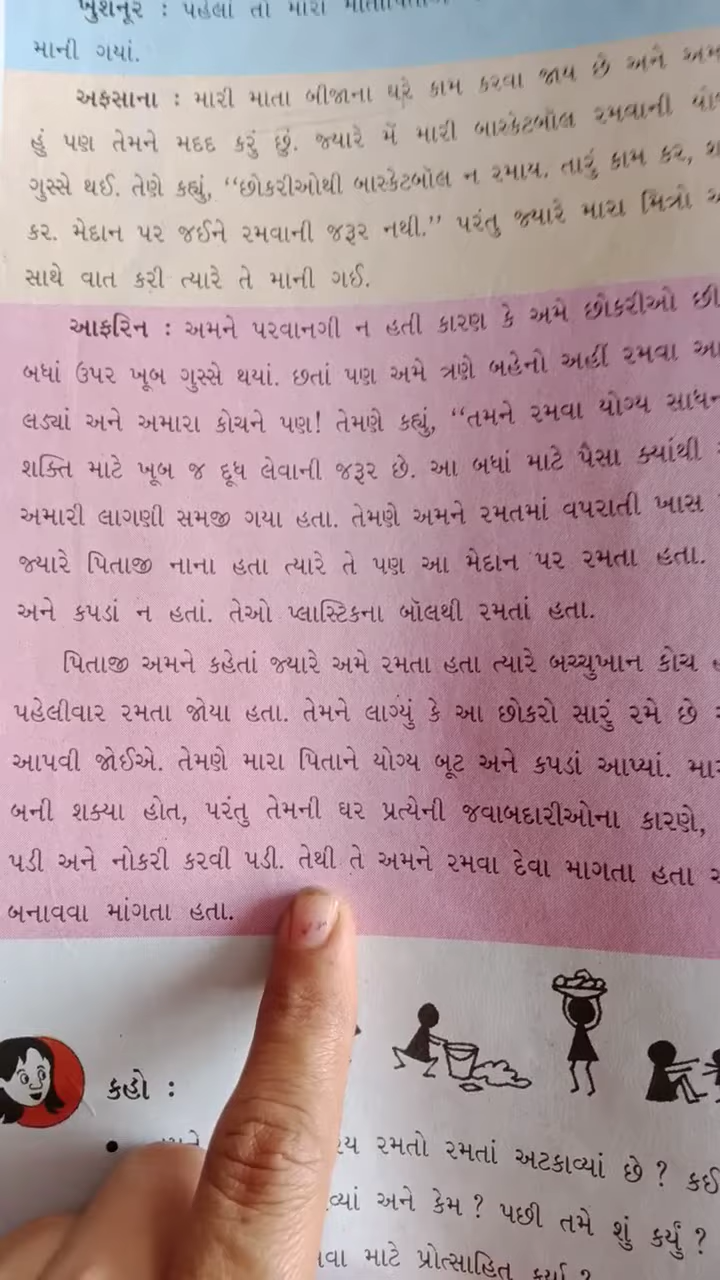 ખુશનૂર : પહેલાં તો મારાં
માની ગયાં.
અફસાના : મારી માતા બીજાના ઘરે કામ કરવા જાય છે અને
હું પણ તેમને મદદ કરું છું. જ્યારે મેં મારી બાસ્કેટબૉલ રમવાની
ગુસ્સે થઈ. તેણે કહ્યું, “છોકરીઓથી બાસ્કેટબૉલ ન રમાય. તારું કામ કર,
કર. મેદાન પર જઈને રમવાની જરૂર નથી.” પરંતુ જ્યારે મારા મિત્રો
સાથે વાત કરી ત્યારે તે માની ગઈ.
આફરિન : અમને પરવાનગી ન હતી કારણ કે અમે છોકરીઓ
બધાં ઉપર ખૂબ ગુસ્સે થયાં. છતાં પણ અમે ત્રણે બહેનો અહીં રમવા
લડ્યાં અને અમારા કોચને પણ! તેમણે કહ્યું, “તમને રમવા યોગ્ય
શક્તિ માટે ખૂબ જ દૂધ લેવાની જરૂર છે. આ બધાં માટે પૈસા ક્યાંથી
અમારી લાગણી સમજી ગયા હતા. તેમણે અમને રમતમાં વપરાતી ખાસ
જ્યારે પિતાજી નાના હતા ત્યારે તે પણ આ મેદાન પર રમતા હતા.
અને કપડાં ન હતાં. તેઓ પ્લાસ્ટિકના બૉલથી રમતાં હતા.
પિતાજી અમને કહેતાં જ્યારે અમે રમતા હતા ત્યારે બચ્ચુખાન કોચ
પહેલીવાર રમતા જોયા હતા. તેમને લાગ્યું કે આ છોકરો સારું રમે છે
આપવી જોઈએ. તેમણે મારા પિતાને યોગ્ય બૂટ અને કપડાં આપ્યાં.
બની શક્યા હોત, પરંતુ તેમની ઘર પ્રત્યેની જવાબદારીઓના કારણે,
પડી અને નોકરી કરવી પડી. તેથી તે અમને રમવા દેવા માગતા હતા
બનાવવા માંગતા હતા.
કહો :
રમતો રમતાં અટકાવ્યાં છે ?
અને કેમ ? પછી તમે શું કર્યું ?
માટે પ્રોત્સાહિત